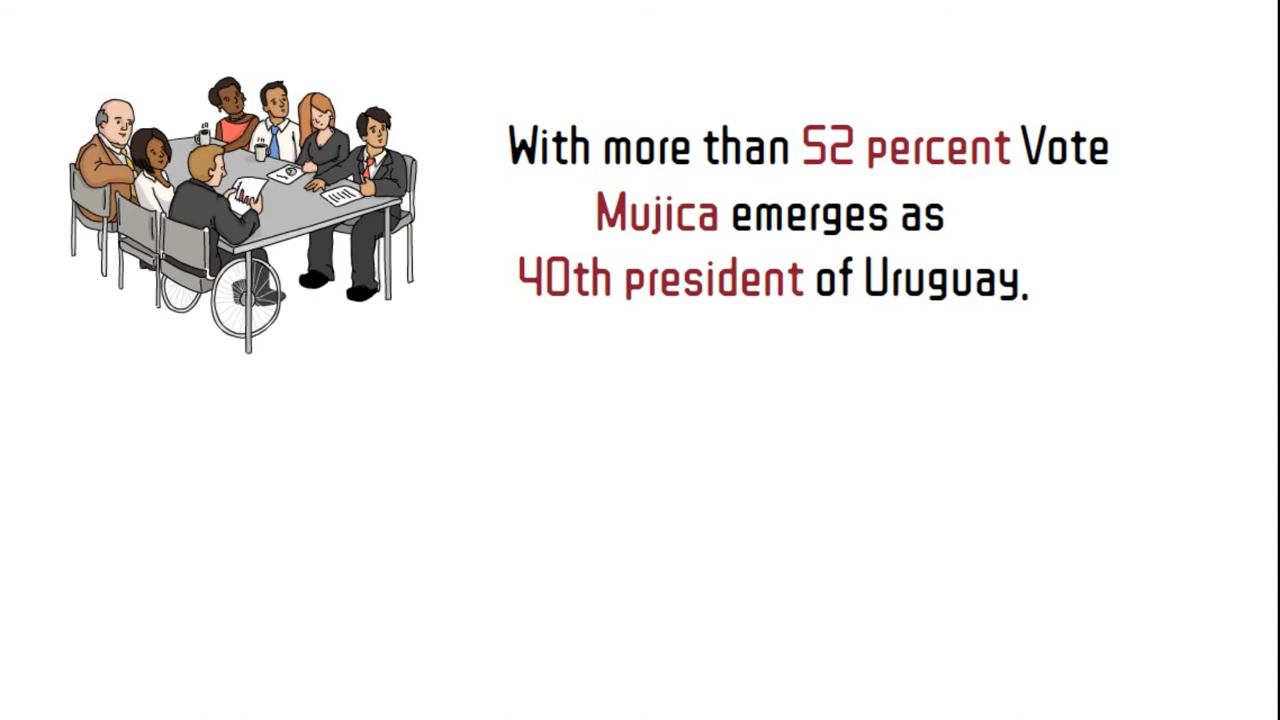 With more than 52 percent Vote
Mujica emerges as
40th president of Uruguay.